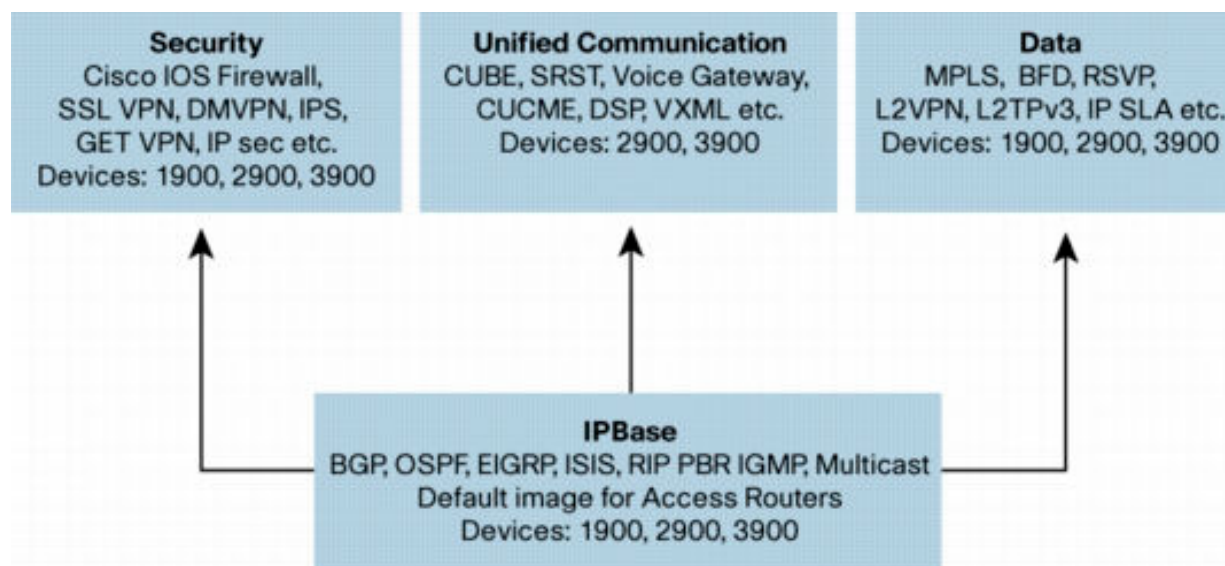 Security
Cisco IOS Firewall,
SSL VPN, DMVPN, IPS,
GET VPN, IP sec etc.
Devices: 1900, 2900, 3900
Unified Communication
CUBE, SRST, Voice Gateway,
CUCME, DSP, VXML etc.
Devices: 2900, 3900
Data
MPLS, BFD, RSVP,
L2VPN, L2TPv3, IP SLA etc.
Devices: 1900, 2900, 3900
IPBase
BGP, OSPF, EIGRP, ISIS, RIP PBR IGMP, Multicast
Default image for Access Routers
Devices: 1900, 2900, 3900